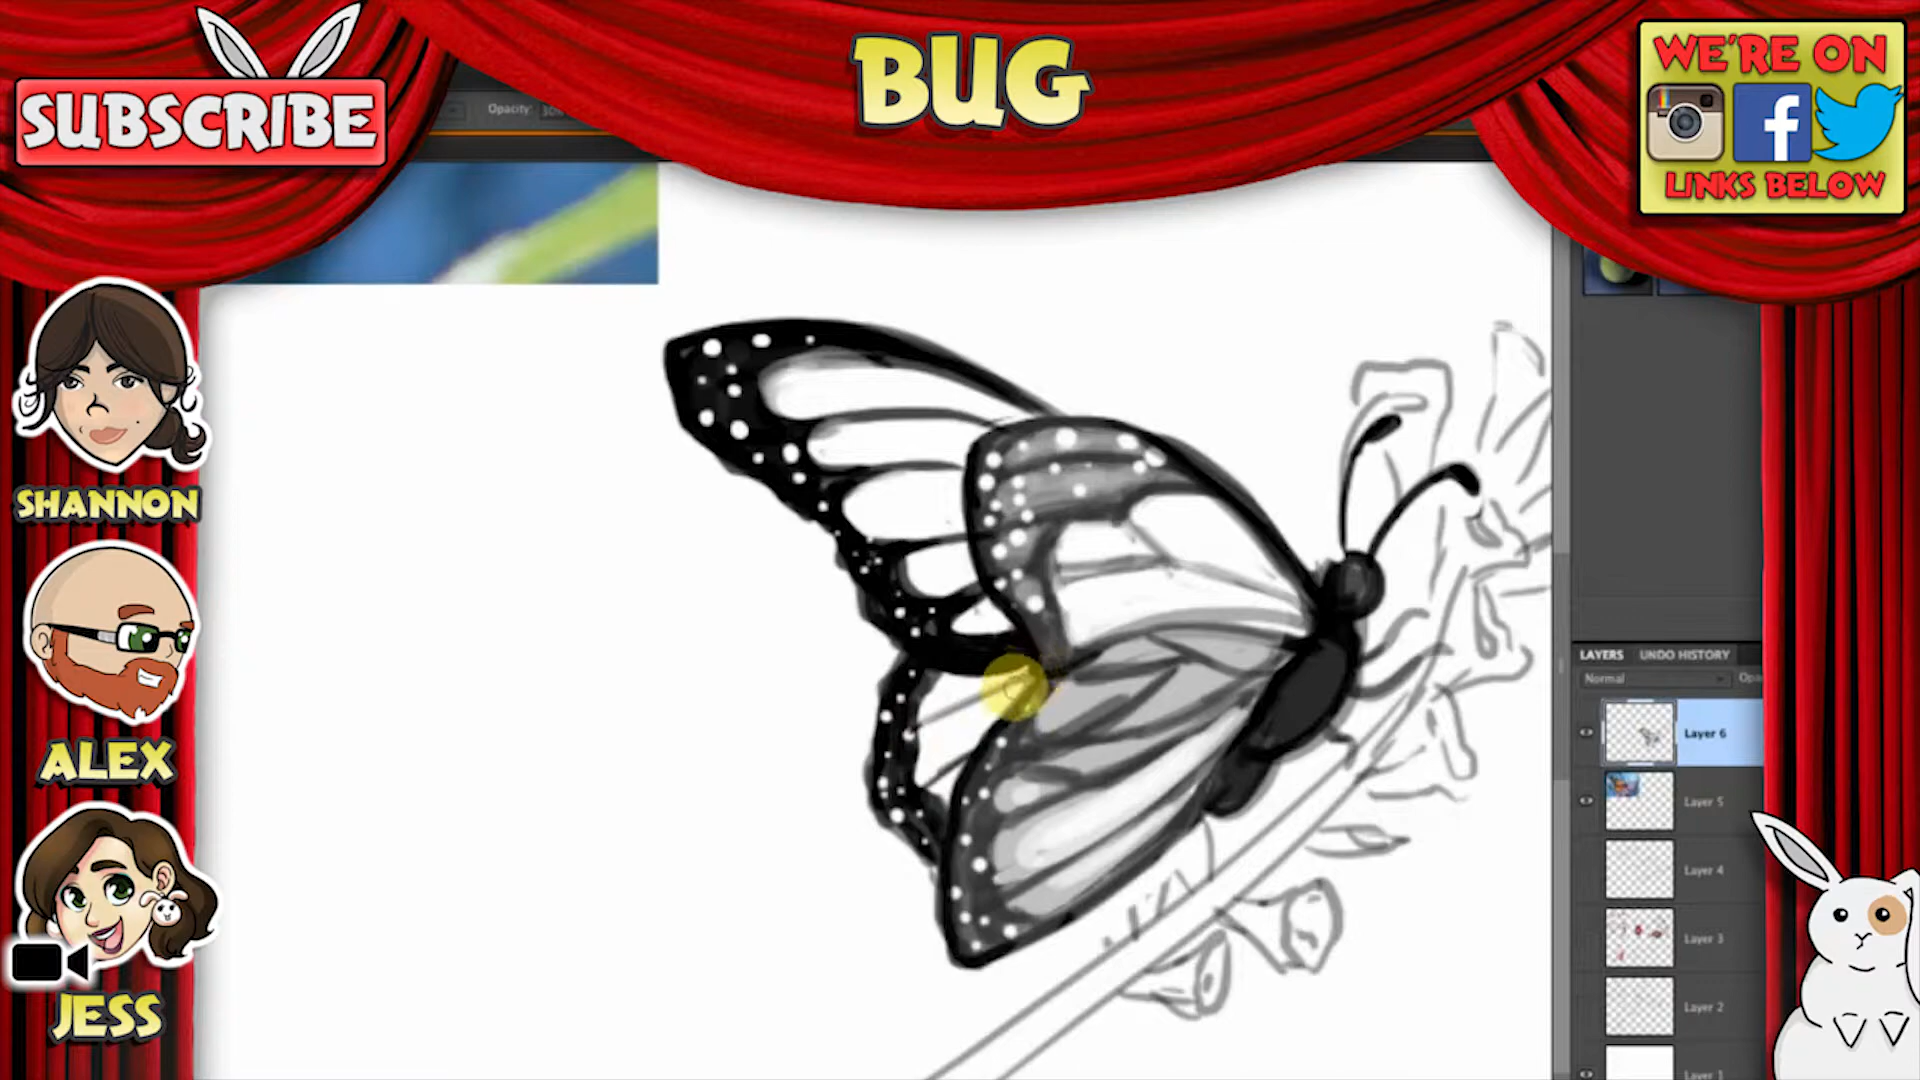 SUBSCRIBE
Opacity:
BUG
WE'RE ON
LINKS BELOW
SHANNON
ALEX
JESS
LAYERS UNDO HISTORY
Normal
Layer 6
Layer 5
Layer 4
Layer 3
Layer 2
Layer 1